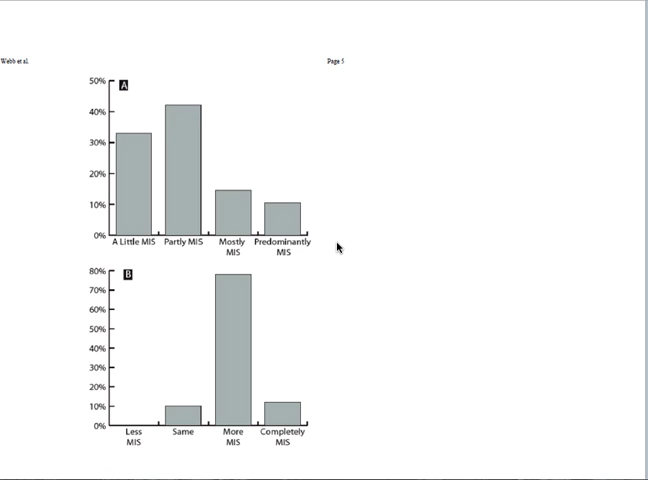 Webb et al.
Page 5
A
50%
40%
30%
20%
10%
0%
A Little MIS Partly MIS Mostly MIS Predominantly MIS
B
80%
70%
60%
50%
40%
30%
20%
10%
0%
Less MIS Same More MIS Completely MIS